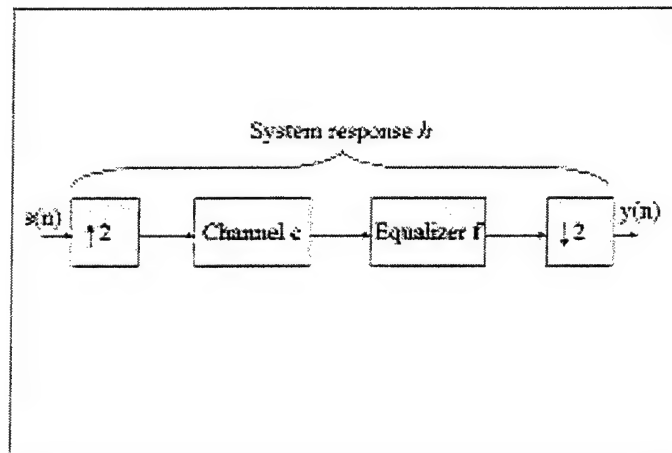 System response h
s(n)
↑2
Channel c
Equalizer f
↓2
y(n)